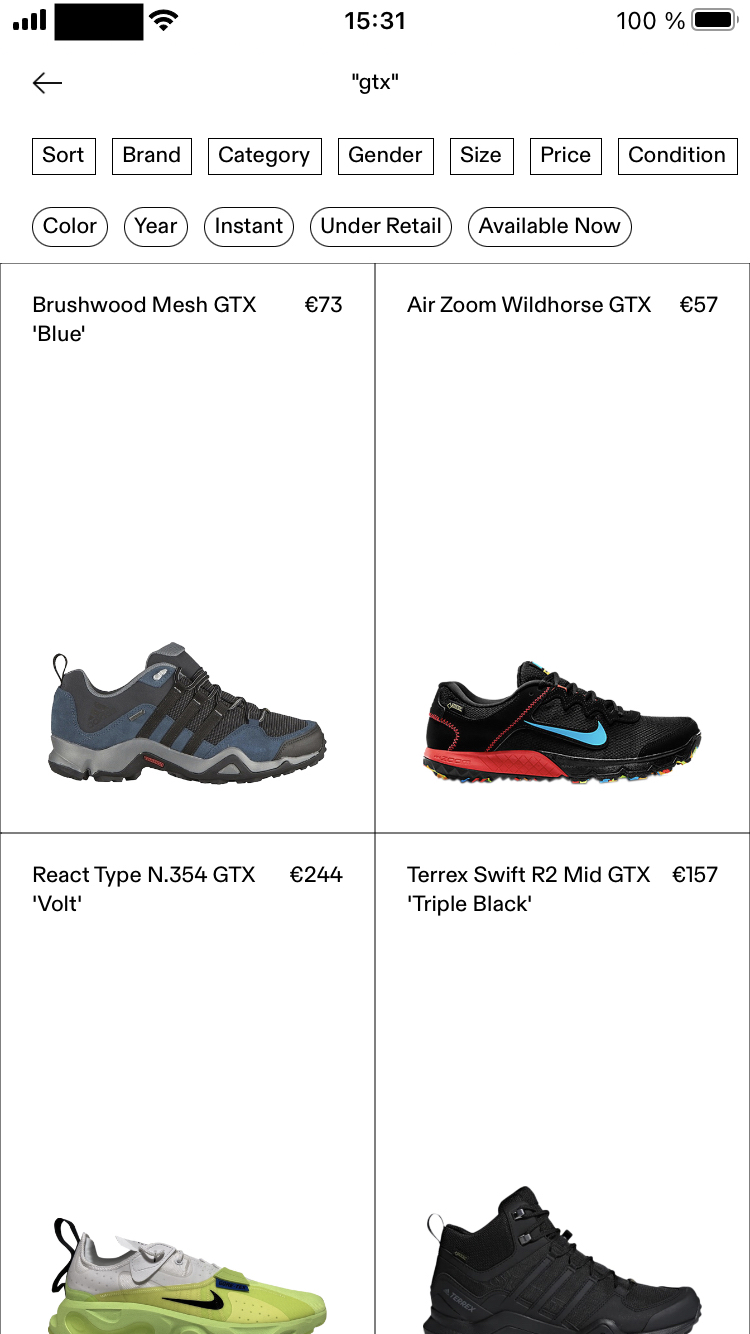 15:31
100 %
"gtx"
Sort
Brand
Category
Gender
Size
Price
Condition
Color
Year
Instant
Under Retail
Available Now
Brushwood Mesh GTX €73
'Blue'
Air Zoom Wildhorse GTX €57
React Type N.354 GTX €244
'Volt'
Terrex Swift R2 Mid GTX €157
'Triple Black'
TERREX